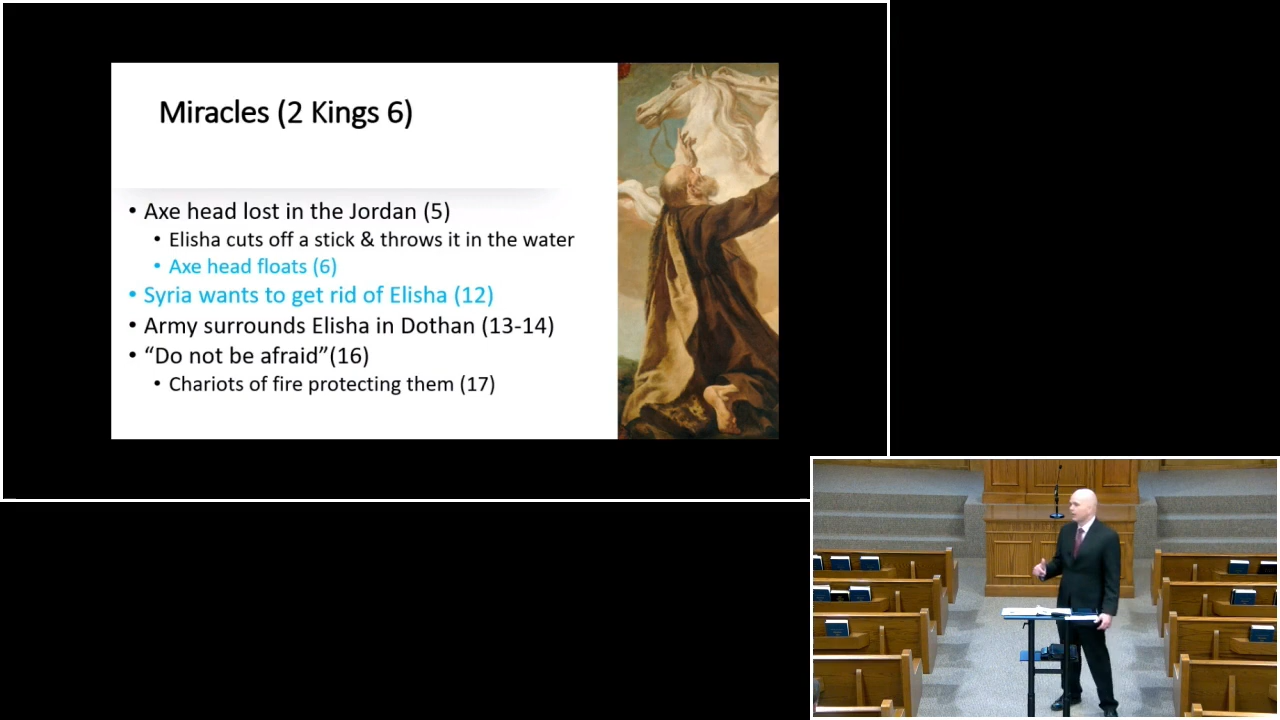 Miracles (2 Kings 6)
• Axe head lost in the Jordan (5)
• Elisha cuts off a stick & throws it in the water
• Axe head floats (6)
• Syria wants to get rid of Elisha (12)
• Army surrounds Elisha in Dothan (13-14)
• “Do not be afraid”(16)
• Chariots of fire protecting them (17)